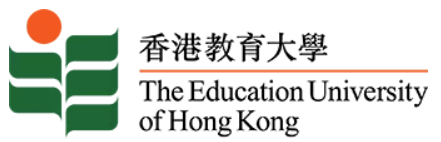 香港教育大學
The Education University
of Hong Kong